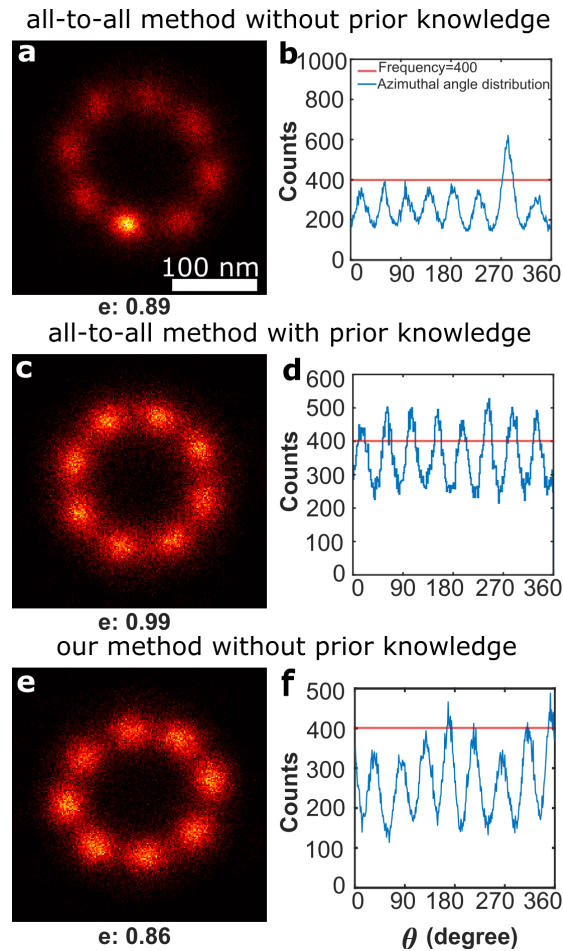 all-to-all method without prior knowledge
a
100 nm
e: 0.89
b
Counts
1000
800
600
400
200
0
Frequency=400
Azimuthal angle distribution
0 90 180 270 360
all-to-all method with prior knowledge
c
e: 0.99
d
Counts
600
500
400
300
200
100
0
0 90 180 270 360
our method without prior knowledge
e
e: 0.86
f
Counts
500
400
300
200
100
0
0 90 180 270 360
θ (degree)